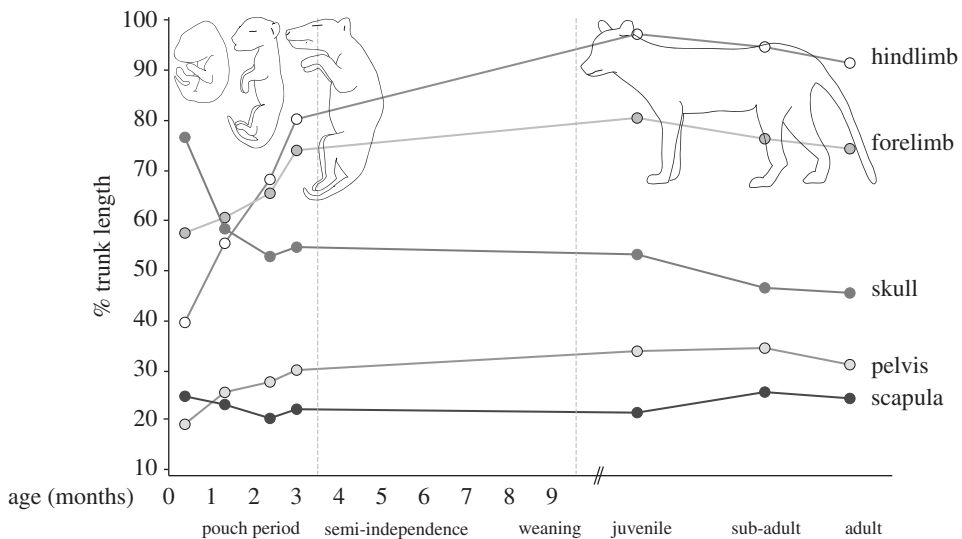 % trunk length
100
90
80
70
60
50
40
30
20
10
hindlimb
forelimb
skull
pelvis
scapula
age (months) 0 1 2 3 4 5 6 7 8 9
pouch period semi-independence weaning juvenile sub-adult adult